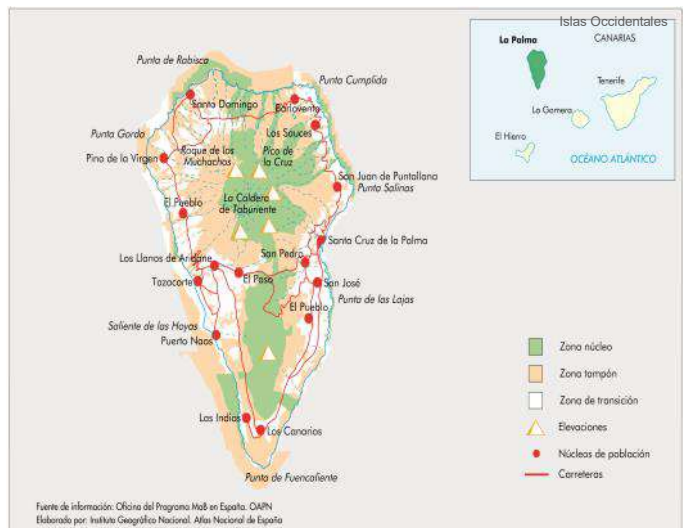 Islas Occidentales
CANARIAS
La Palma
Tenerife
La Gomera
El Hierro
OCÉANO ATLÁNTICO
Punta de Rabisca
Punta Cumplida
Santo Domingo
Barlovento
Los Sauces
Punta Gorda
Roque de los
Muchachos
Pico de
la Cruz
Pino de la Virgen
San Juan de Puntallana
Punta Salinas
El Pueblo
La Caldera
de Taburiente
Santa Cruz de la Palma
Los Llanos de Aridane
San Pedro
El Paso
Tazacorte
San José
Punta de las Lajas
El Pueblo
Saliente de las Hoyas
Puerto Naos
Las Indias
Los Canarios
Punta de Fuencaliente
Zona núcleo
Zona tampón
Zona de transición
Elevaciones
Núcleos de población
Carreteras
Fuente de información: Oficina del Programa MaB en España. OAPN
Elaborado por: Instituto Geográfico Nacional. Atlas Nacional de España